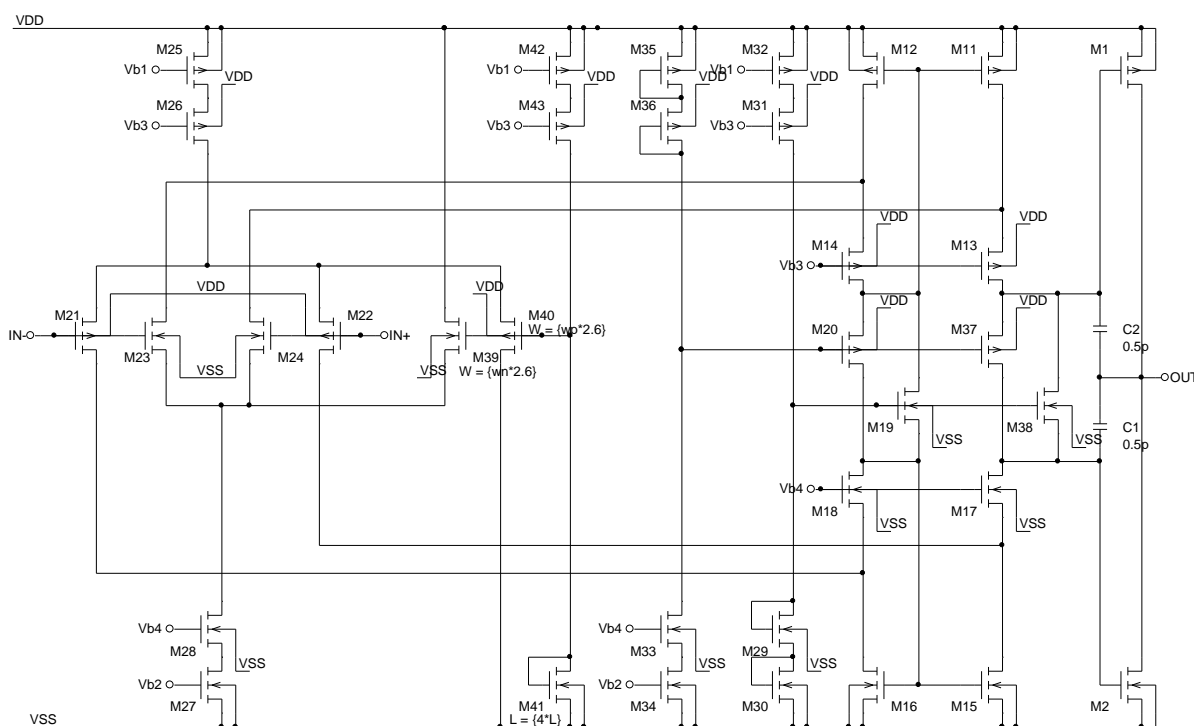 VDD
M25
Vb1
VDD
M26
Vb3
M42
Vb1
VDD
M43
Vb3
M35
VDD
M36
M32
Vb1
VDD
M31
Vb3
M12
M11
M1
M14
VDD
Vb3
M13
VDD
M21
VDD
M22
IN-
IN+
M23
VSS
M24
VSS
M39
W = {wn*2.6}
M40
W = {wp*2.6}
M20
VDD
M37
VDD
C2
0.5p
OUT
M19
VSS
M38
VSS
C1
0.5p
Vb4
M18
VSS
M17
VSS
Vb4
M28
VSS
Vb2
M27
M41
L = {4*L}
Vb4
M33
VSS
Vb2
M34
M29
VSS
M30
M16
M15
M2
VSS